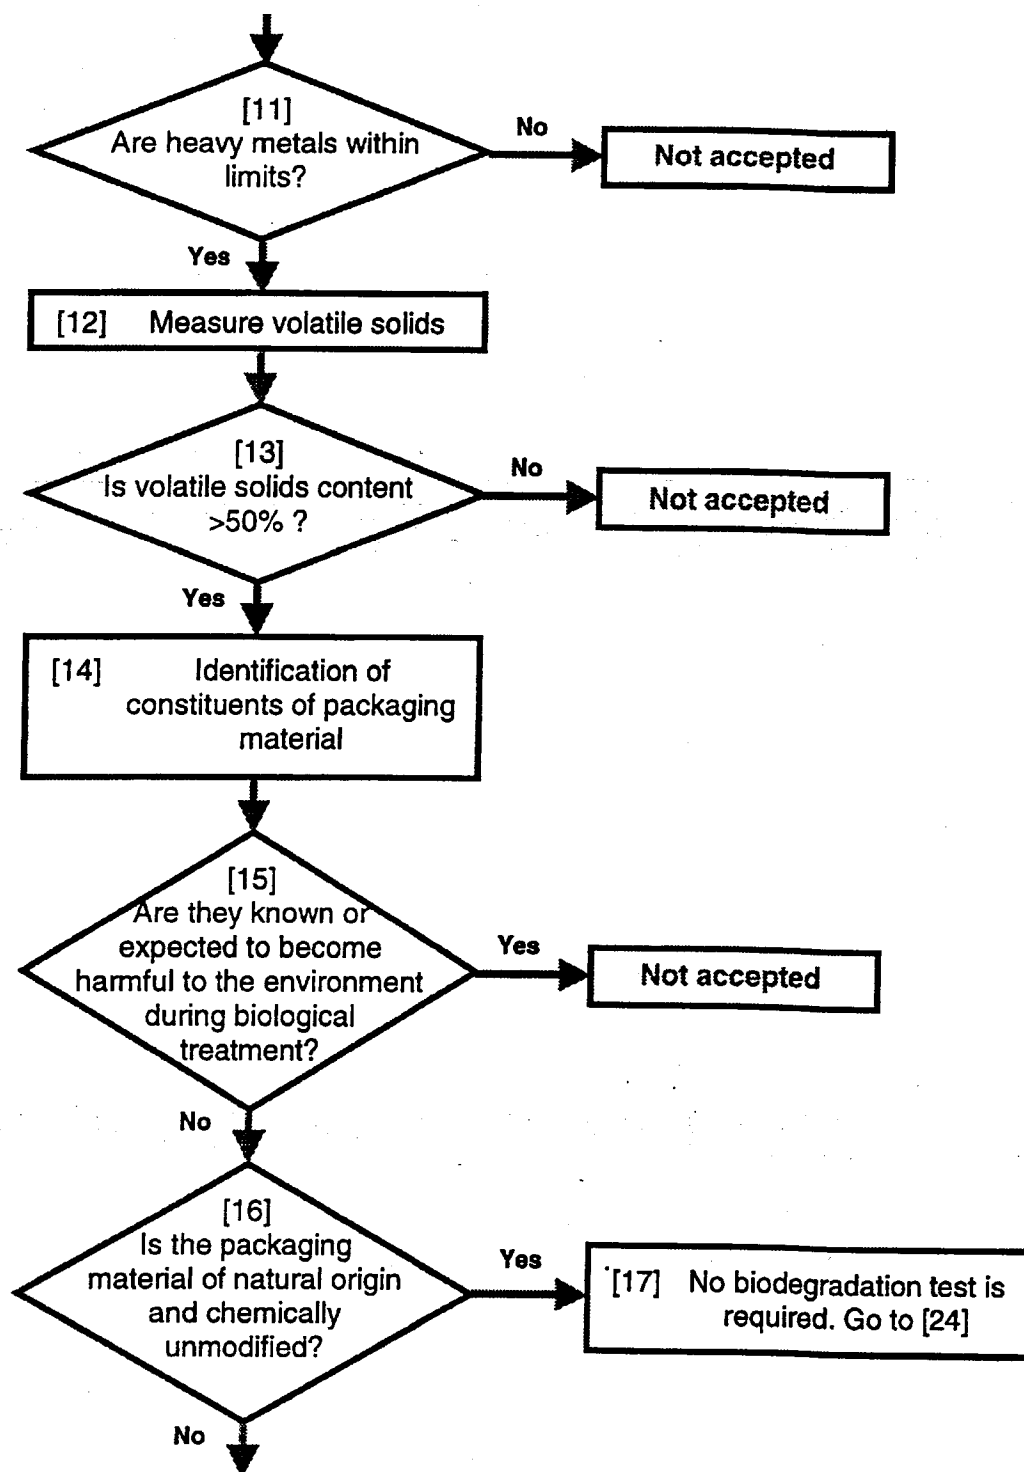 [11]
Are heavy metals within
limits?
No
Not accepted
Yes
[12] Measure volatile solids
[13]
Is volatile solids content
>50% ?
No
Not accepted
Yes
[14] Identification of
constituents of packaging
material
[15]
Are they known or
expected to become
harmful to the environment
during biological
treatment?
Yes
Not accepted
No
[16]
Is the packaging
material of natural origin
and chemically
unmodified?
Yes
[17] No biodegradation test is
required. Go to [24]
No